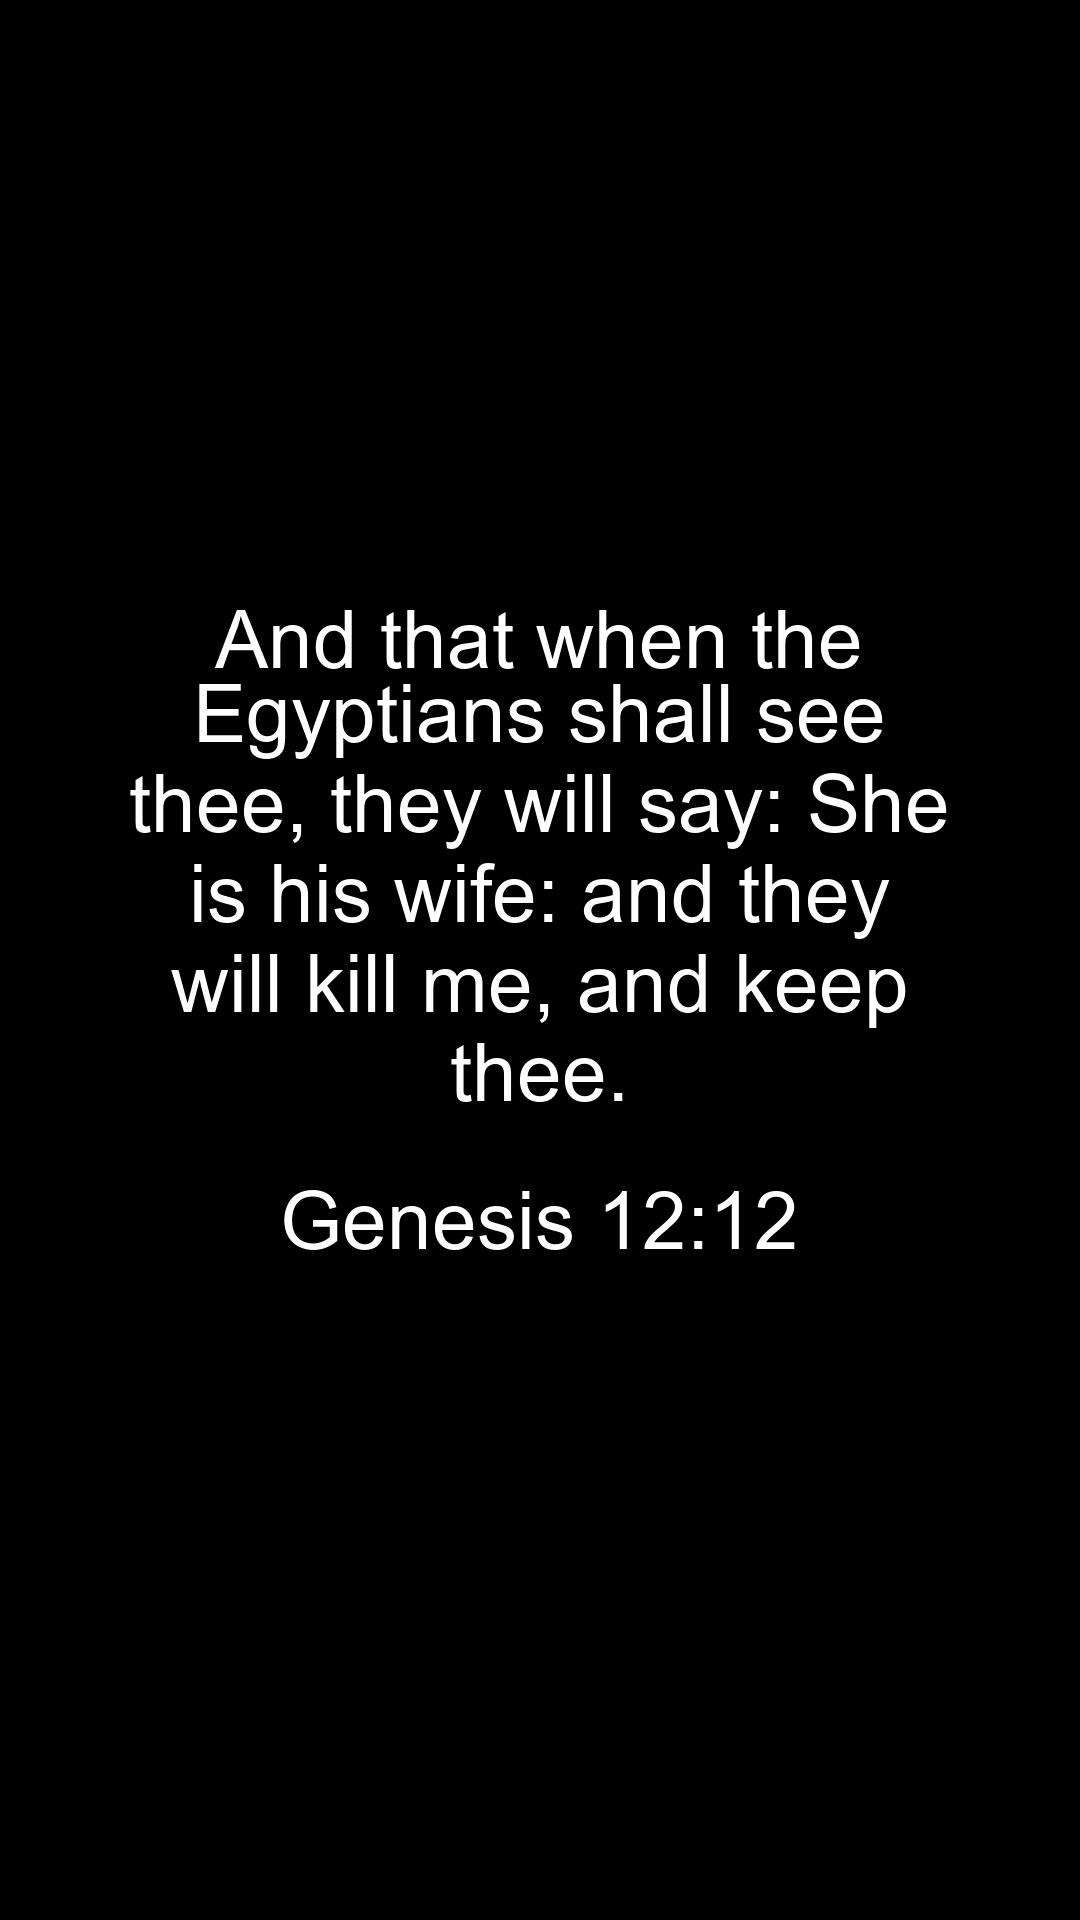 And that when the
Egyptians shall see
thee, they will say: She
is his wife: and they
will kill me, and keep
thee.
Genesis 12:12